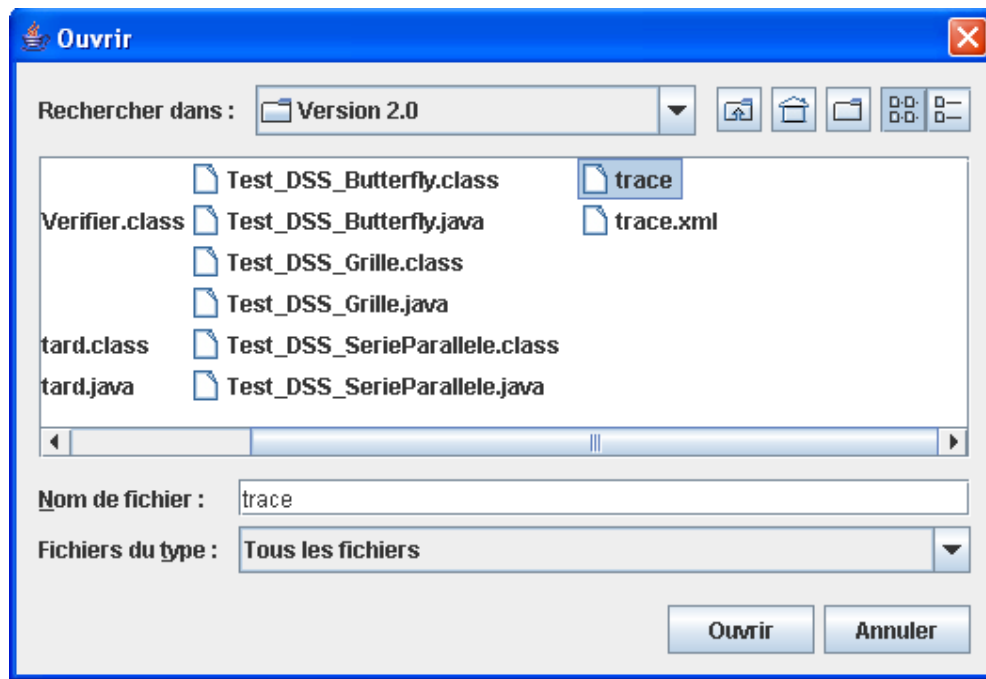 Ouvrir
Rechercher dans : Version 2.0
Test_DSS_Butterfly.class trace
Verifier.class Test_DSS_Butterfly.java trace.xml
Test_DSS_Grille.class
Test_DSS_Grille.java
tard.class Test_DSS_SerieParallele.class
tard.java Test_DSS_SerieParallele.java
Nom de fichier : trace
Fichiers du type : Tous les fichiers
Ouvrir Annuler